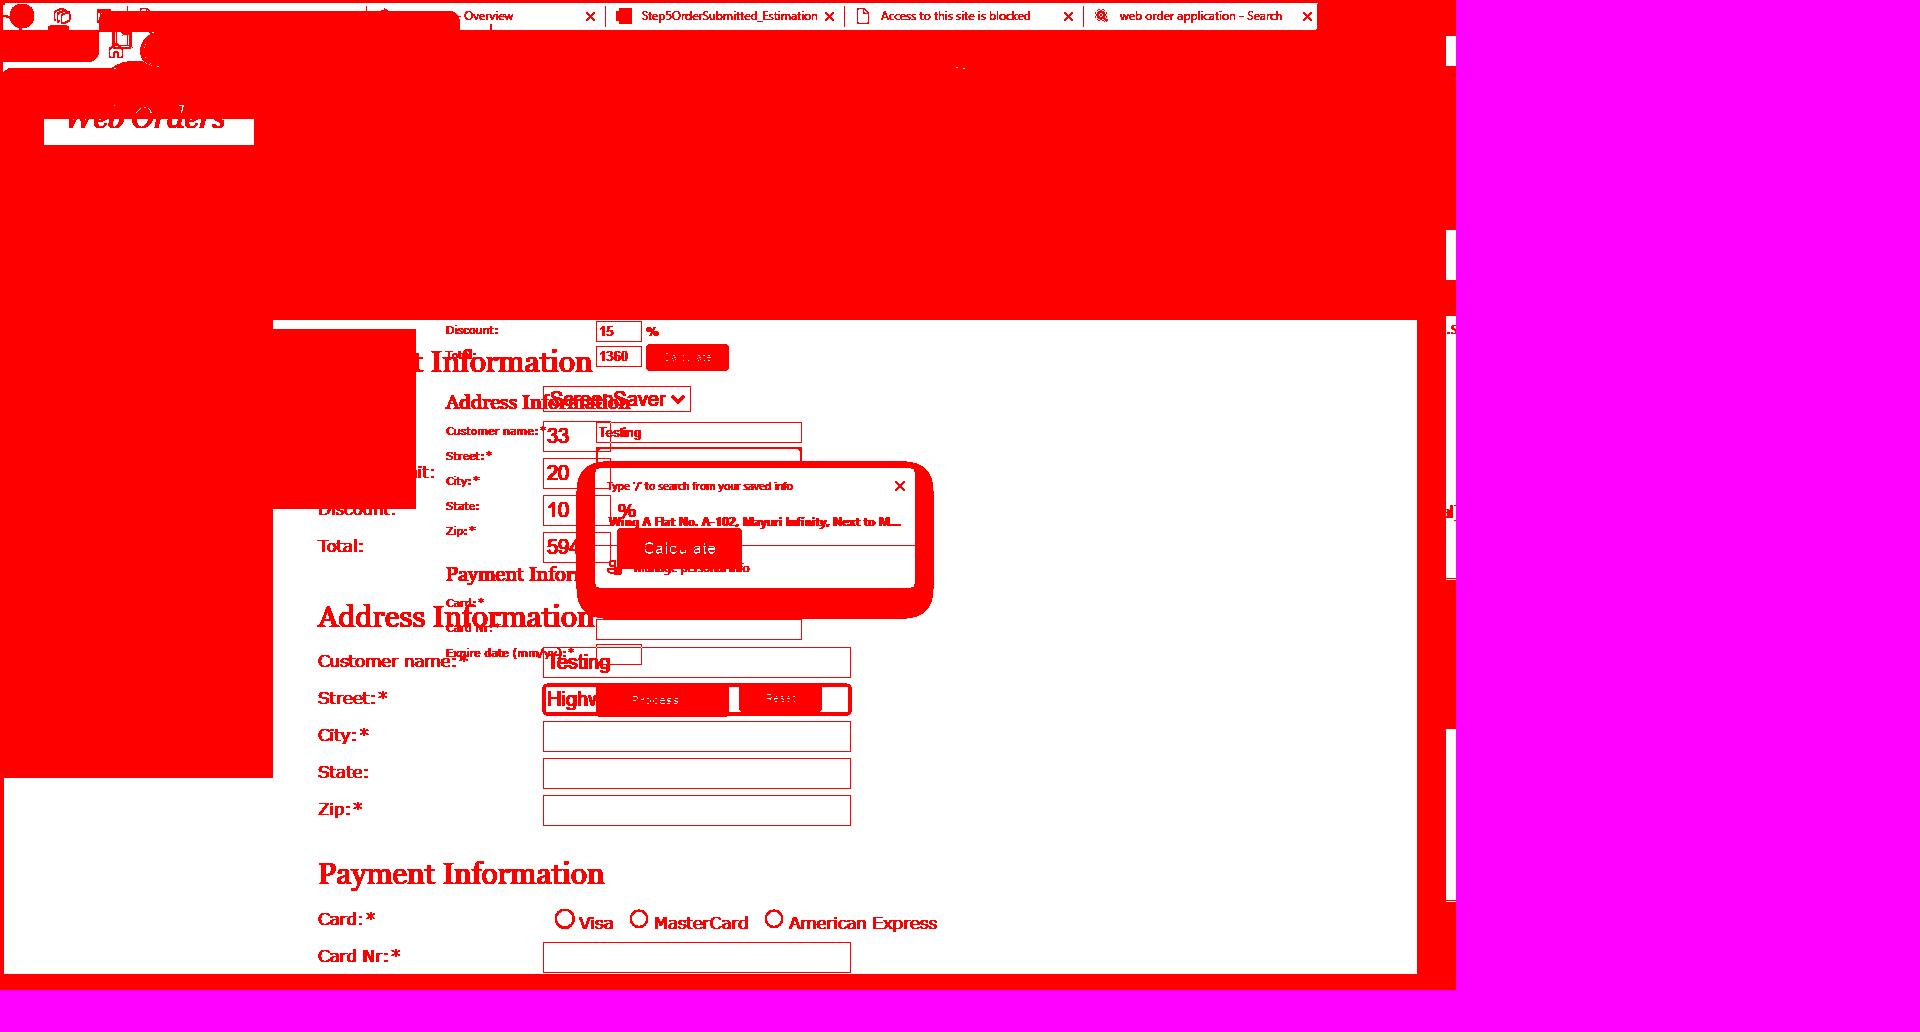 Overview
Step5OrderSubmitted_Estimation
Access to this site is blocked
web order application - Search
Web Orders
Discount:
15 %
Total:
1360 Calculate
t Information
ScreenSaver
Address Information
Customer name:*
Testing
33
Street:*
20
it:
City:*
Type '/' to search from your saved info
State:
10 %
Discount:
Wing A Flat No. A-102, Mayuri Infinity, Next to M...
Zip:*
Total:
594
Calculate
Manage personal info
Payment Infor
Card:*
Address Information
Card Nr:*
Expire date (mm/yy):*
Customer name:*
Testing
Street:*
Highw
Process
Reset
City:*
State:
Zip:*
Payment Information
Card:*
Visa MasterCard American Express
Card Nr:*